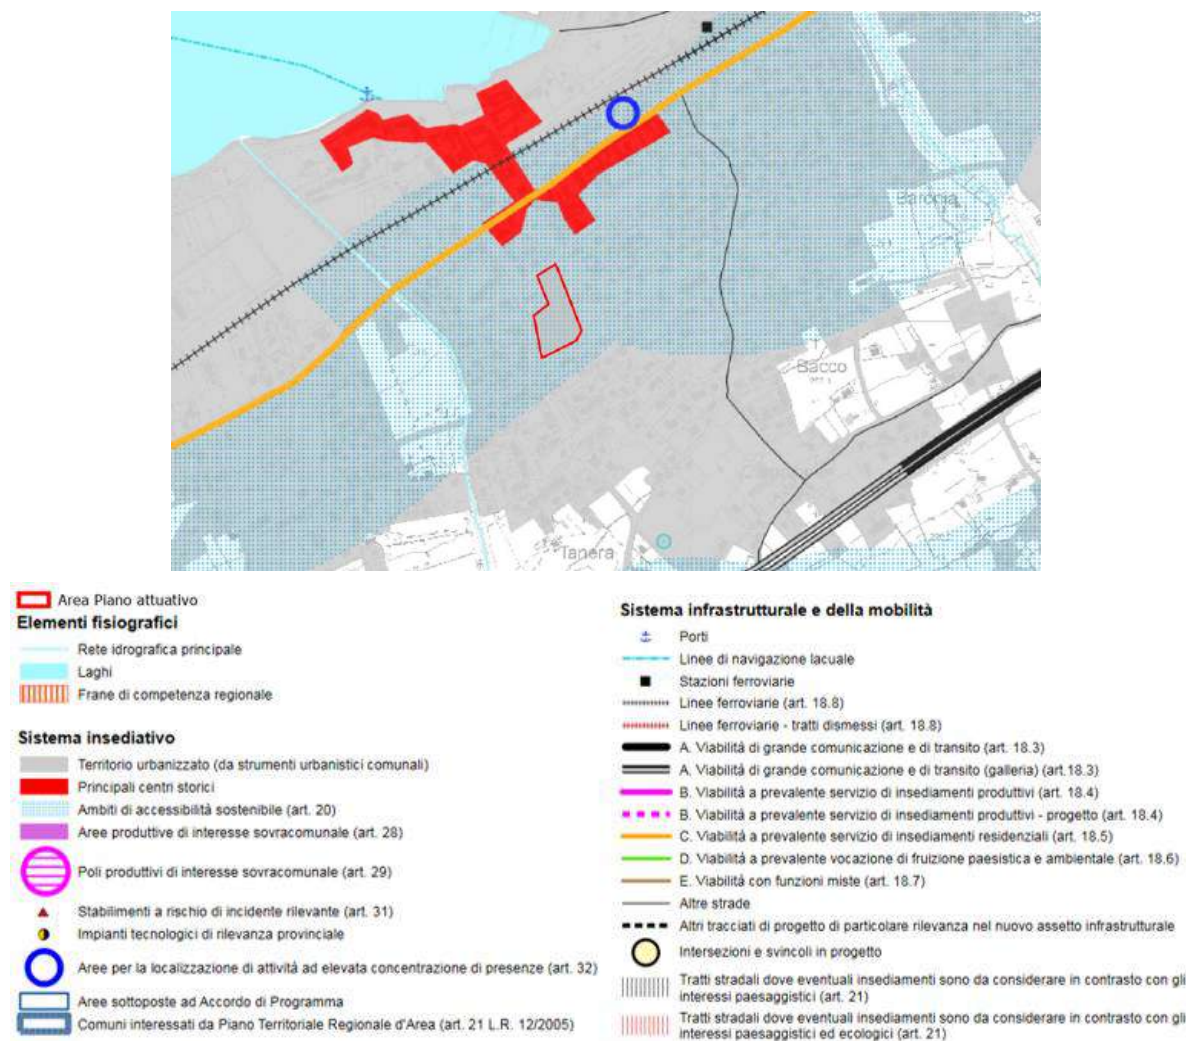 Baronia
Bacco
Tanera
Area Piano attuativo
Elementi fisiografici
Rete idrografica principale
Laghi
Frane di competenza regionale
Sistema insediativo
Territorio urbanizzato (da strumenti urbanistici comunali)
Principali centri storici
Ambiti di accessibilità sostenibile (art. 20)
Aree produttive di interesse sovracomunale (art. 28)
Poli produttivi di interesse sovracomunale (art. 29)
Stabilimenti a rischio di incidente rilevante (art. 31)
Impianti tecnologici di rilevanza provinciale
Aree per la localizzazione di attività ad elevata concentrazione di presenze (art. 32)
Aree sottoposte ad Accordo di Programma
Comuni interessati da Piano Territoriale Regionale d'Area (art. 21 L.R. 12/2005)
Sistema infrastrutturale e della mobilità
Porti
Linee di navigazione lacuale
Stazioni ferroviarie
Linee ferroviarie (art. 18.8)
Linee ferroviarie - tratti dismessi (art. 18.8)
A. Viabilità di grande comunicazione e di transito (art. 18.3)
A. Viabilità di grande comunicazione e di transito (galleria) (art.18.3)
B. Viabilità a prevalente servizio di insediamenti produttivi (art. 18.4)
B. Viabilità a prevalente servizio di insediamenti produttivi - progetto (art. 18.4)
C. Viabilità a prevalente servizio di insediamenti residenziali (art. 18.5)
D. Viabilità a prevalente vocazione di fruizione paesistica e ambientale (art. 18.6)
E. Viabilità con funzioni miste (art. 18.7)
Altre strade
Altri tracciati di progetto di particolare rilevanza nel nuovo assetto infrastrutturale
Intersezioni e svincoli in progetto
Tratti stradali dove eventuali insediamenti sono da considerare in contrasto con gli
interessi paesaggistici (art. 21)
Tratti stradali dove eventuali insediamenti sono da considerare in contrasto con gli
interessi paesaggistici ed ecologici (art. 21)